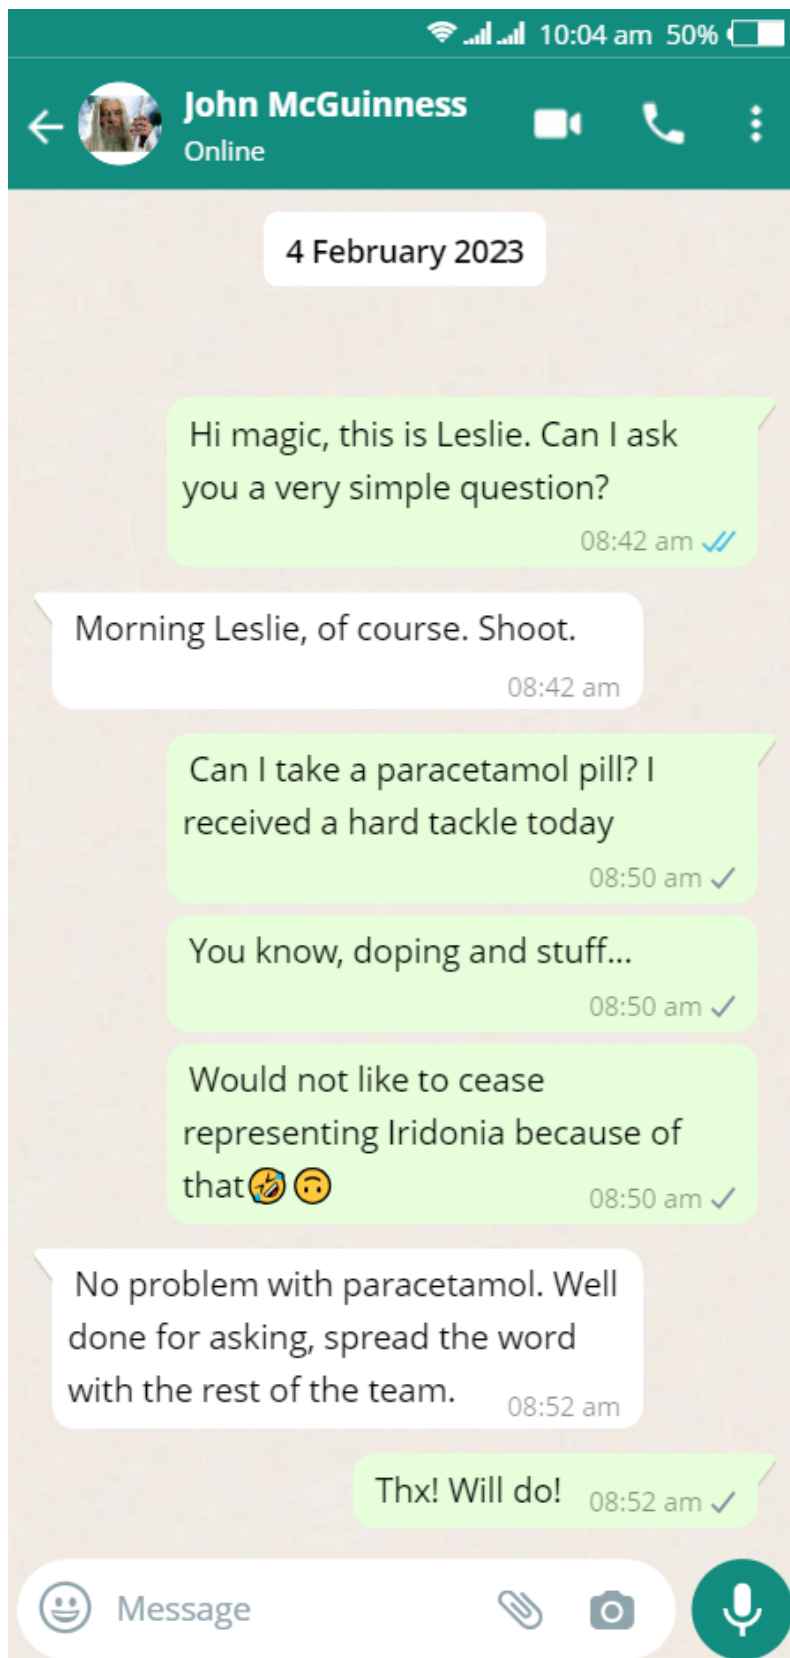 10:04 am 50%
John McGuinness
Online
4 February 2023
Hi magic, this is Leslie. Can I ask
you a very simple question?
08:42 am
Morning Leslie, of course. Shoot.
08:42 am
Can I take a paracetamol pill? I
received a hard tackle today
08:50 am
You know, doping and stuff...
08:50 am
Would not like to cease
representing Iridonia because of
that🤣🙃 08:50 am
No problem with paracetamol. Well
done for asking, spread the word
with the rest of the team. 08:52 am
Thx! Will do! 08:52 am
Message